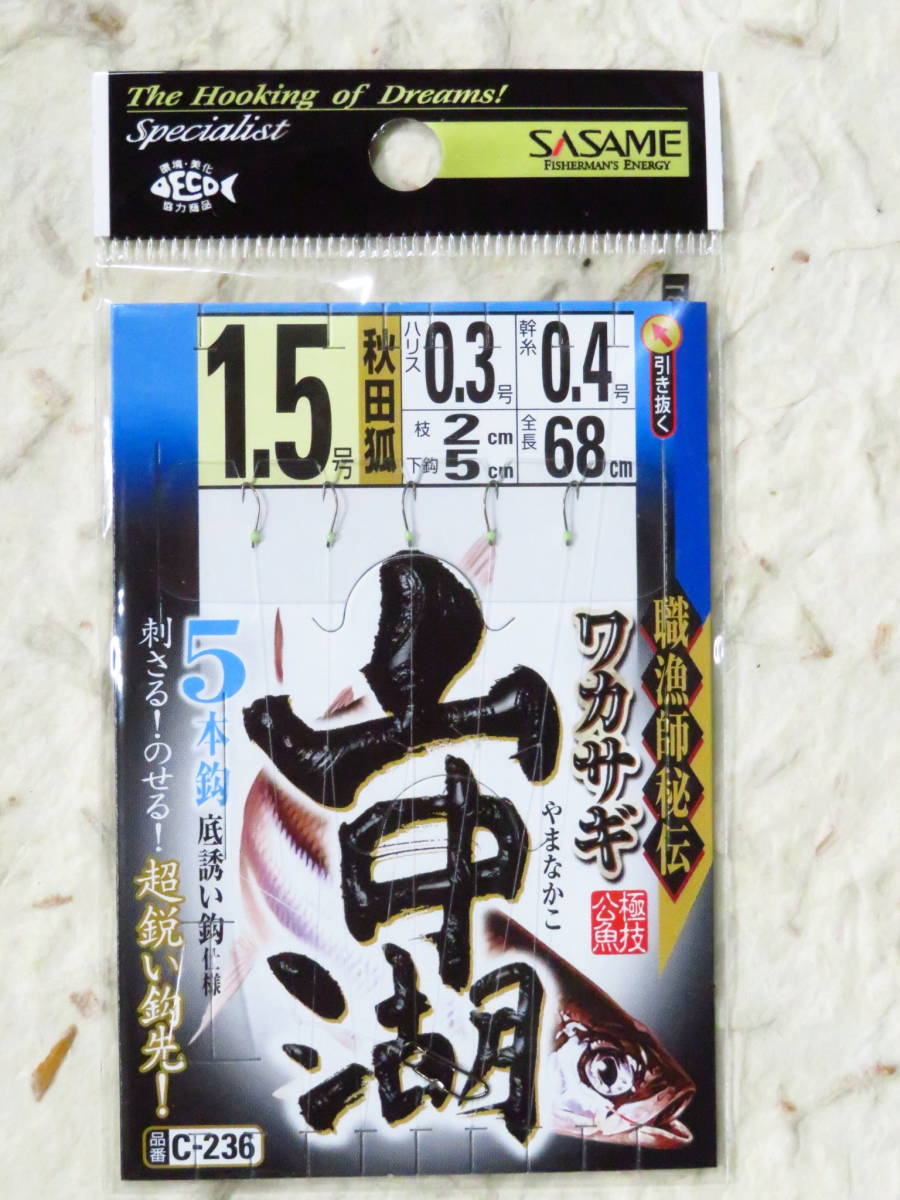 The Hooking of Dreams!
Specialist
環境・美化
ECO
協力商品
SASAME
FISHERMAN'S ENERGY
1.5号
秋田狐
ハリス 0.3号
幹糸 0.4号
枝 2cm
下鈎 5cm
全長 68cm
引き抜く
職漁師秘伝
ワカサギ
やまなかこ
山中湖
極技
公魚
5本鈎 底誘い鈎仕様
刺さる!のせる!超鋭い鈎先!
品番 C-236